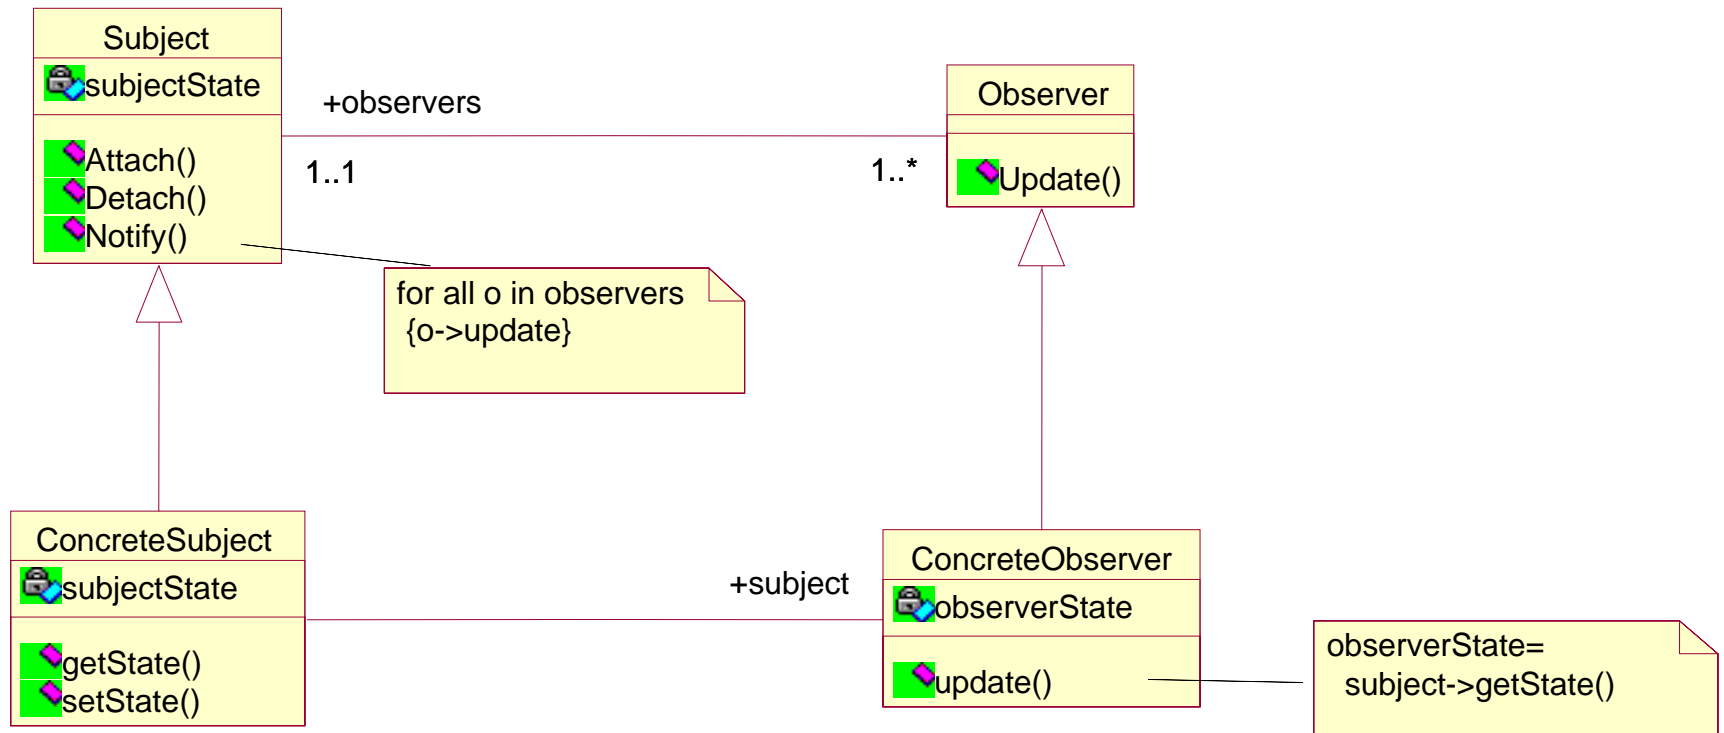 Subject
subjectState
Attach()
Detach()
Notify()
+observers
1..1
1..*
Observer
Update()
for all o in observers
{o->update}
ConcreteSubject
subjectState
getState()
setState()
+subject
ConcreteObserver
observerState
update()
observerState=
subject->getState()